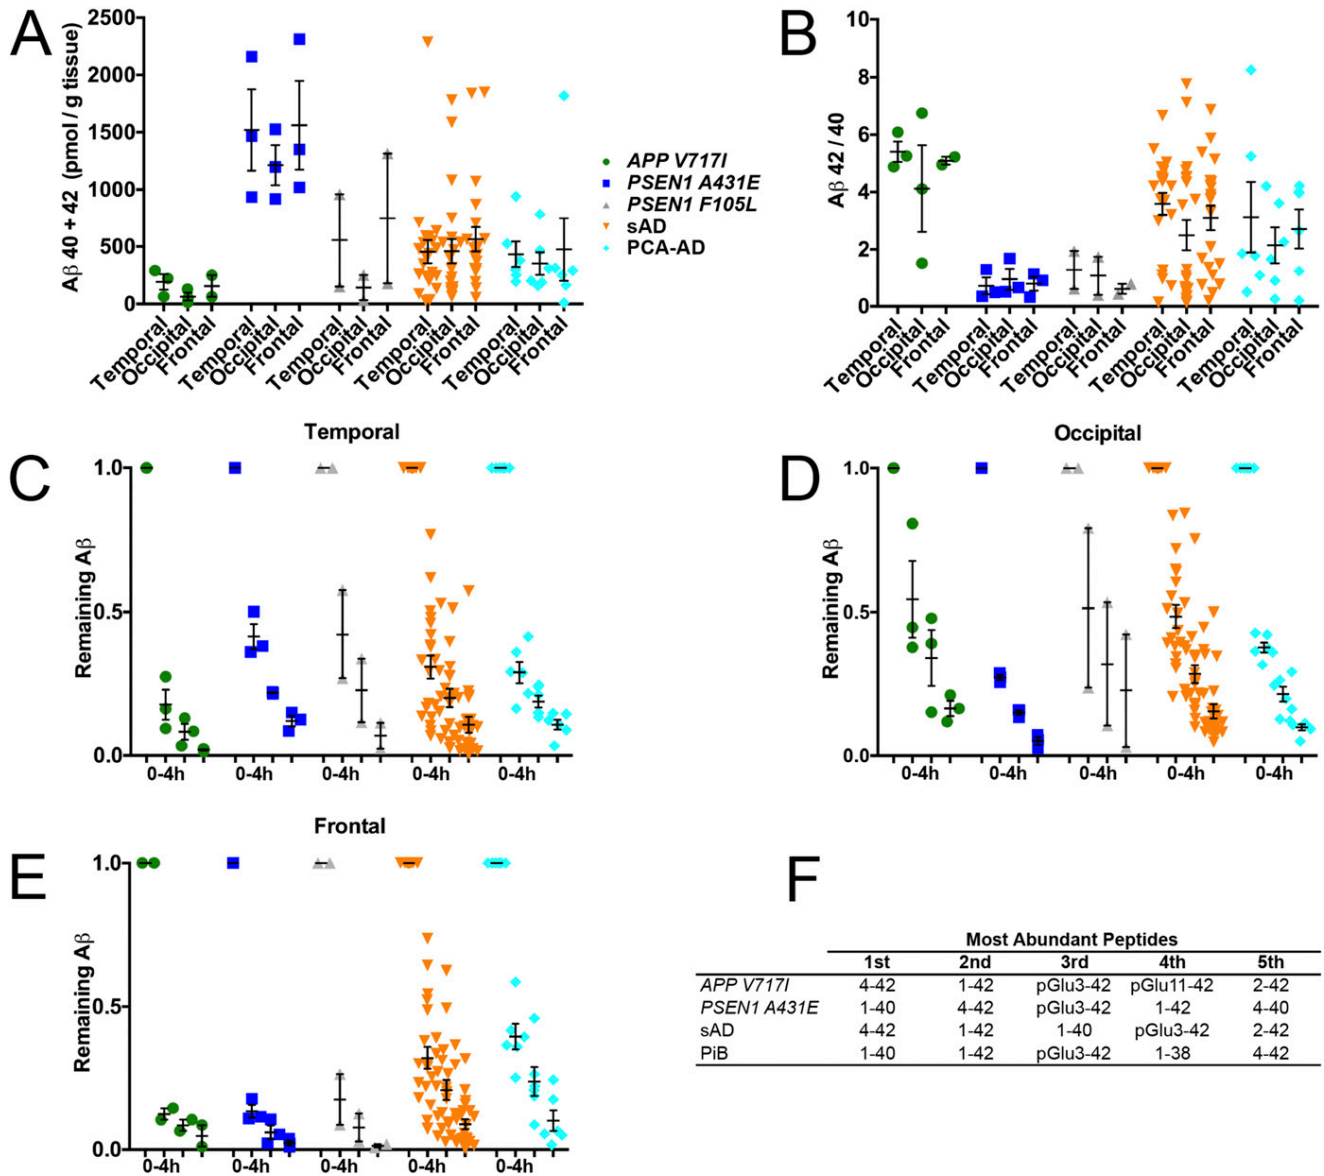 A
Aβ 40 + 42 (pmol / g tissue)
2500
2000
1500
1000
500
0
Temporal
Occipital
Frontal
Temporal
Occipital
Frontal
Temporal
Occipital
Frontal
Temporal
Occipital
Frontal
Temporal
Occipital
Frontal
APP V717I
PSEN1 A431E
PSEN1 F105L
sAD
PCA-AD
B
Aβ 42 / 40
10
8
6
4
2
0
Temporal
Occipital
Frontal
Temporal
Occipital
Frontal
Temporal
Occipital
Frontal
Temporal
Occipital
Frontal
Temporal
Occipital
Frontal
C
Temporal
Remaining Aβ
1.0
0.5
0.0
0-4h 0-4h 0-4h 0-4h 0-4h
D
Occipital
Remaining Aβ
1.0
0.5
0.0
0-4h 0-4h 0-4h 0-4h 0-4h
E
Frontal
Remaining Aβ
1.0
0.5
0.0
0-4h 0-4h 0-4h 0-4h 0-4h
F
Most Abundant Peptides
1st 2nd 3rd 4th 5th
APP V717I 4-42 1-42 pGlu3-42 pGlu11-42 2-42
PSEN1 A431E 1-40 4-42 pGlu3-42 1-42 4-40
sAD 4-42 1-42 1-40 pGlu3-42 2-42
PiB 1-40 1-42 pGlu3-42 1-38 4-42